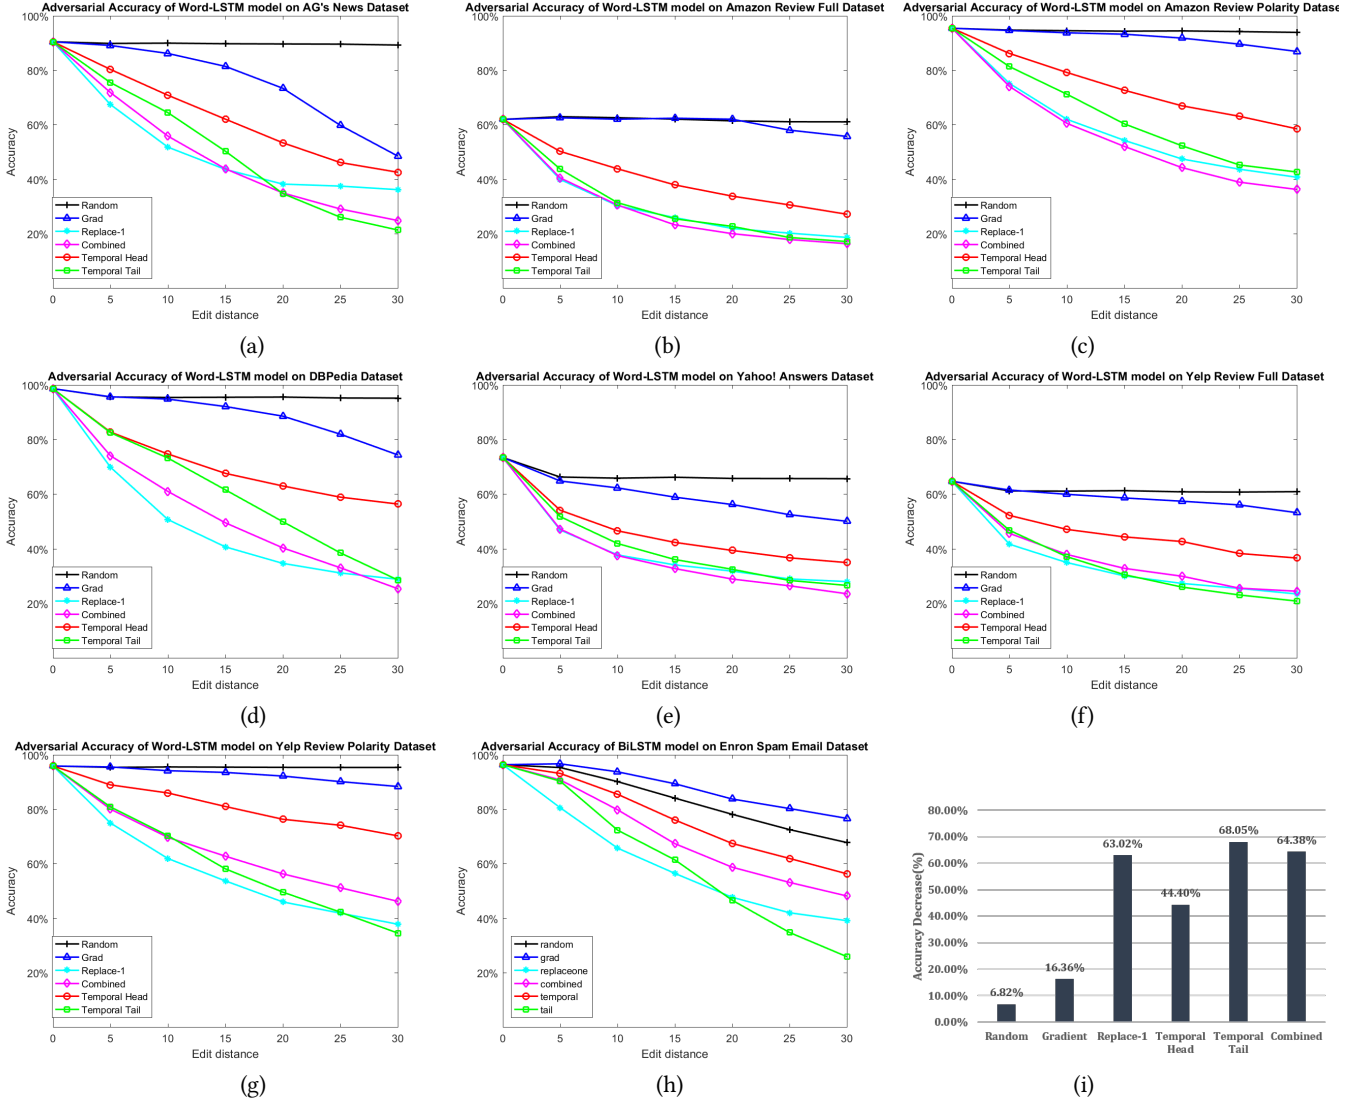 Adversarial Accuracy of Word-LSTM model on AG's News Dataset
100%
80%
60%
40%
20%
Accuracy
Random
Grad
Replace-1
Combined
Temporal Head
Temporal Tail
0 5 10 15 20 25 30
Edit distance
(a)
Adversarial Accuracy of Word-LSTM model on Amazon Review Full Dataset
100%
80%
60%
40%
20%
Accuracy
Random
Grad
Replace-1
Combined
Temporal Head
Temporal Tail
0 5 10 15 20 25 30
Edit distance
(b)
Adversarial Accuracy of Word-LSTM model on Amazon Review Polarity Datase
100%
80%
60%
40%
20%
Accuracy
Random
Grad
Replace-1
Combined
Temporal Head
Temporal Tail
0 5 10 15 20 25 30
Edit distance
(c)
Adversarial Accuracy of Word-LSTM model on DBPedia Dataset
100%
80%
60%
40%
20%
Accuracy
Random
Grad
Replace-1
Combined
Temporal Head
Temporal Tail
0 5 10 15 20 25 30
Edit distance
(d)
Adversarial Accuracy of Word-LSTM model on Yahoo! Answers Dataset
100%
80%
60%
40%
20%
Accuracy
Random
Grad
Replace-1
Combined
Temporal Head
Temporal Tail
0 5 10 15 20 25 30
Edit distance
(e)
Adversarial Accuracy of Word-LSTM model on Yelp Review Full Dataset
100%
80%
60%
40%
20%
Accuracy
Random
Grad
Replace-1
Combined
Temporal Head
Temporal Tail
0 5 10 15 20 25 30
Edit distance
(f)
Adversarial Accuracy of Word-LSTM model on Yelp Review Polarity Dataset
100%
80%
60%
40%
20%
Accuracy
Random
Grad
Replace-1
Combined
Temporal Head
Temporal Tail
0 5 10 15 20 25 30
Edit distance
(g)
Adversarial Accuracy of BiLSTM model on Enron Spam Email Dataset
100%
80%
60%
40%
20%
Accuracy
random
grad
replaceone
combined
temporal
tail
0 5 10 15 20 25 30
Edit distance
(h)
80.00%
70.00%
60.00%
50.00%
40.00%
30.00%
20.00%
10.00%
0.00%
Accuracy Decrease(%)
6.82%
16.36%
63.02%
44.40%
68.05%
64.38%
Random
Gradient
Replace-1
Temporal
Head
Temporal
Tail
Combined
(i)